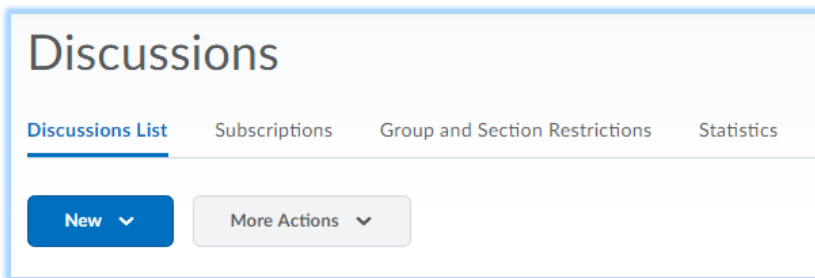 Discussions
Discussions List Subscriptions Group and Section Restrictions Statistics
New More Actions